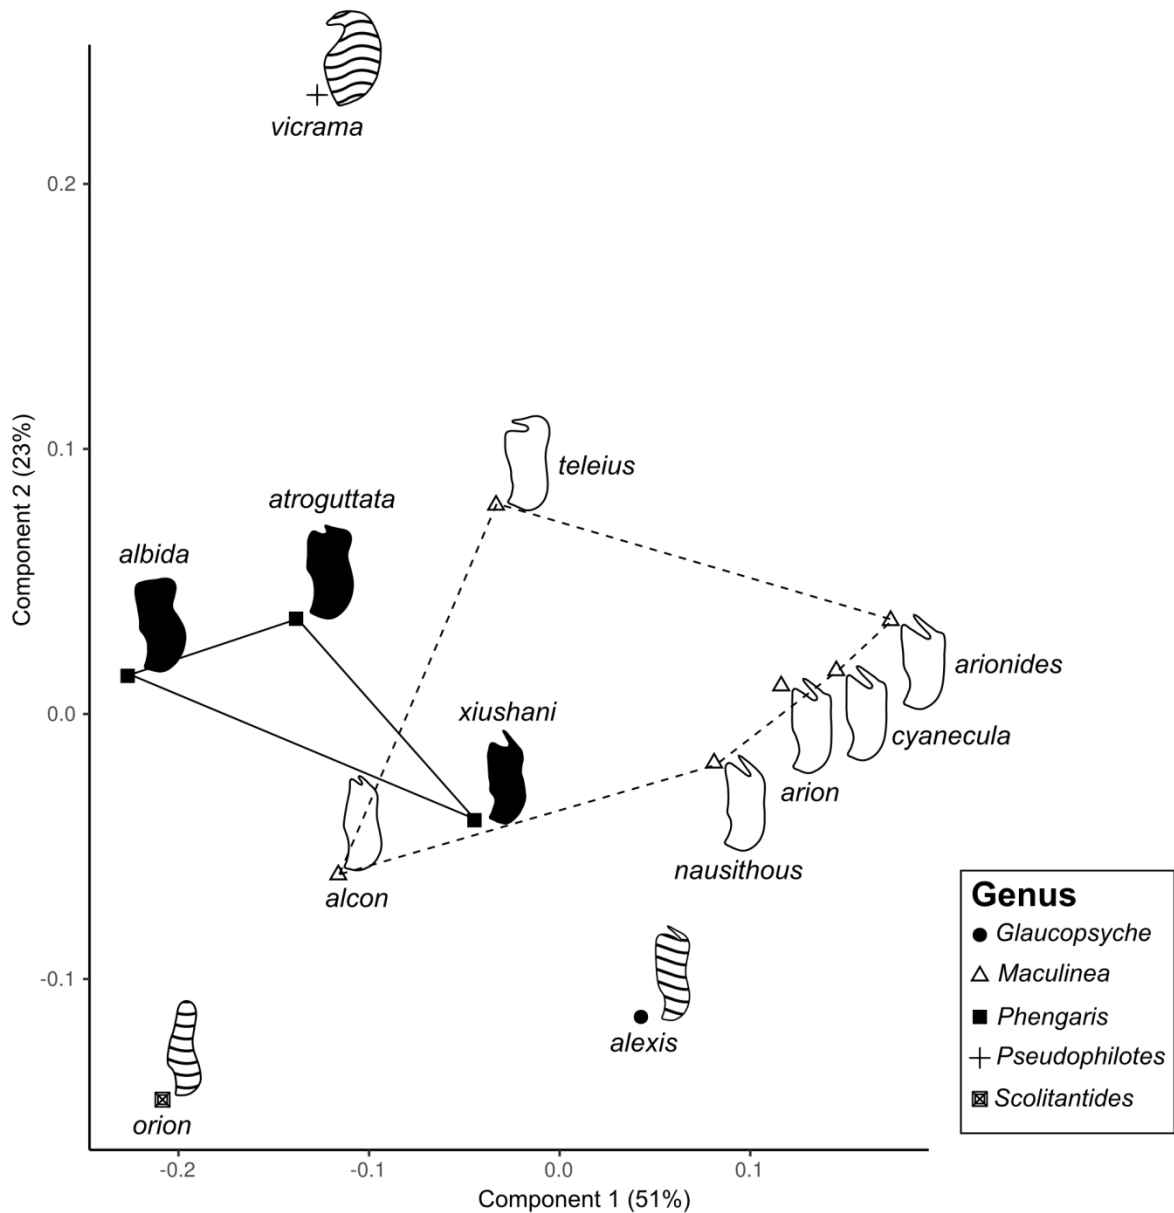 vicrama
0.2
Component 2 (23%)
0.1
teleius
atroguttata
albida
arionides
xiushani
0.0
cyanecula
arion
nausithous
alcon
Genus
Glaucopsyche
Maculinea
Phengaris
Pseudophilotes
Scolitantides
-0.1
alexis
orion
-0.2
-0.1
0.0
0.1
Component 1 (51%)